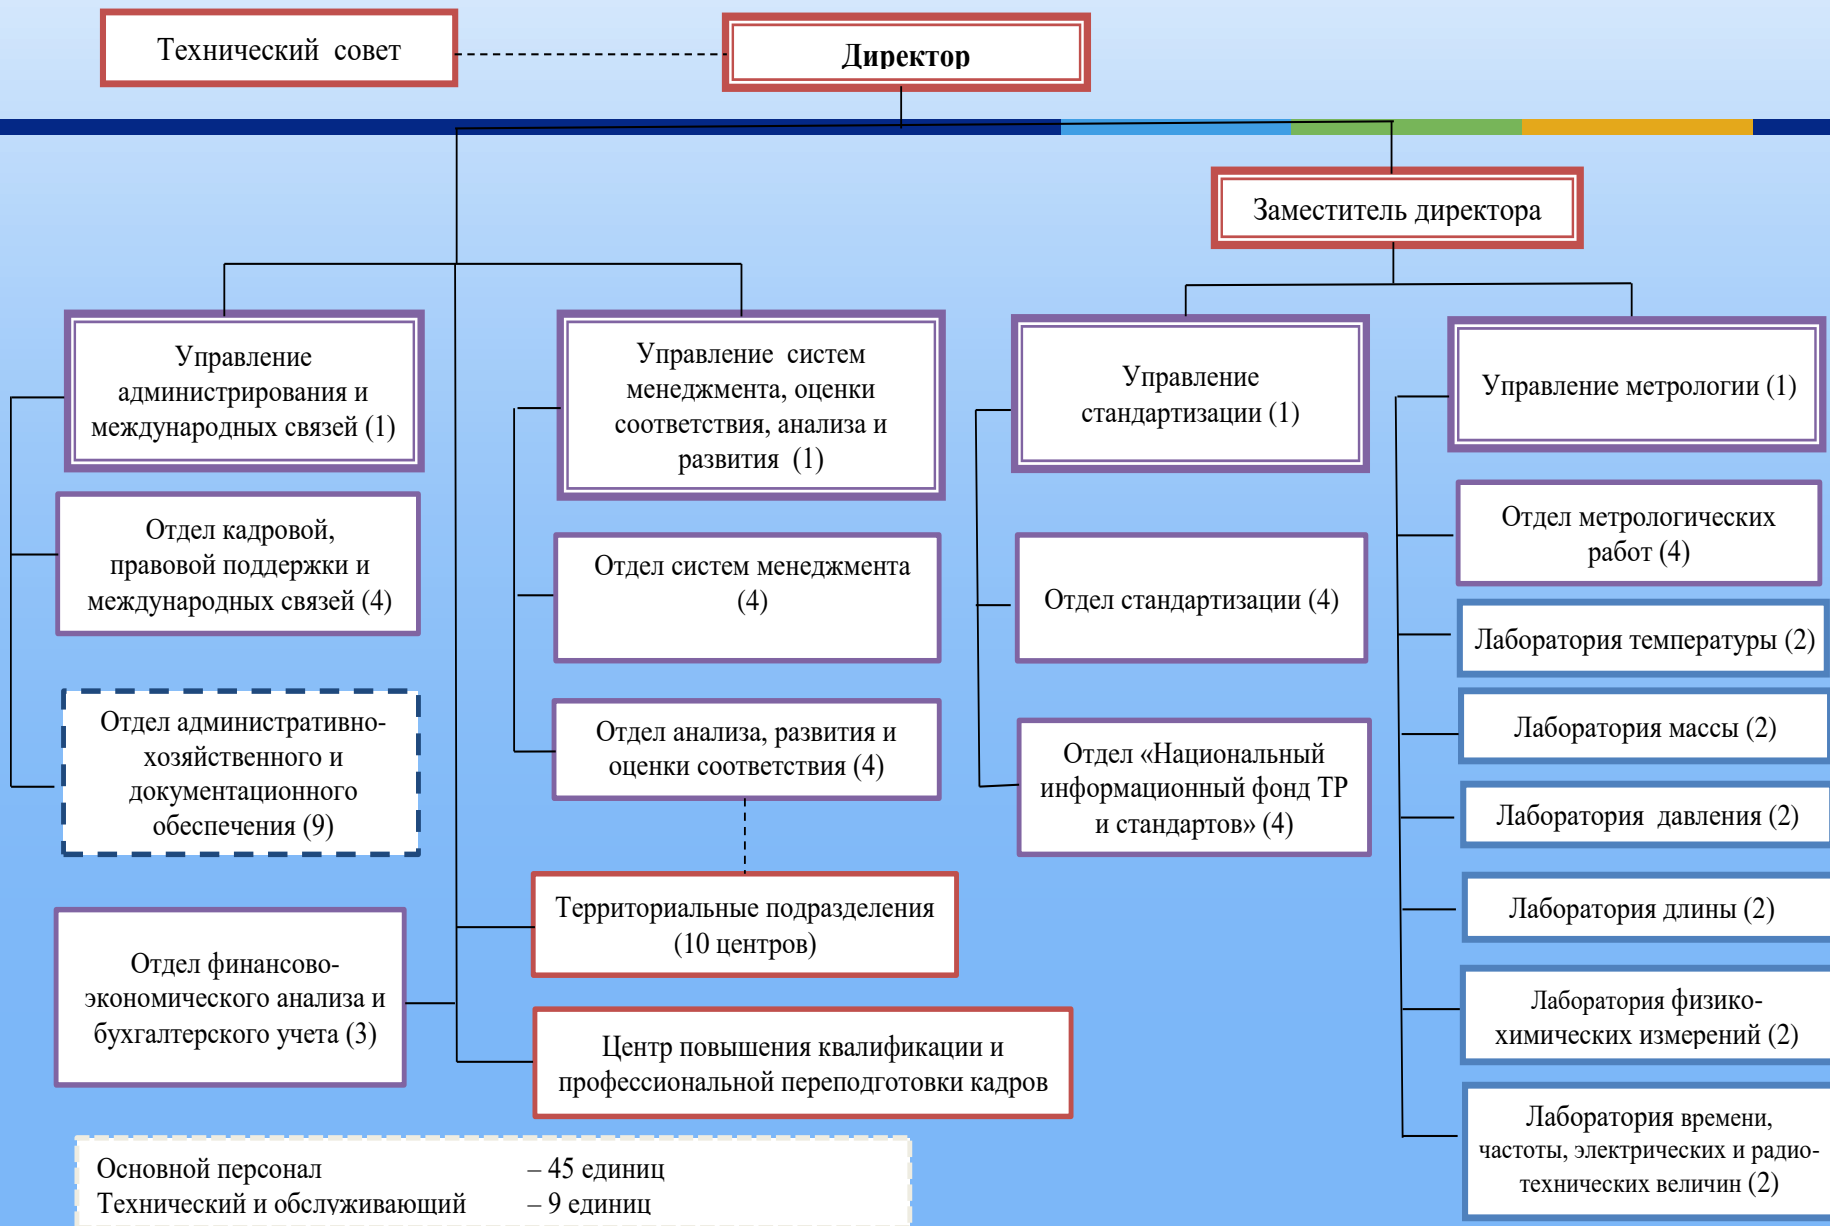 Технический совет
Директор
Заместитель директора
Управление
администрирования и
международных связей (1)
Управление систем
менеджмента, оценки
соответствия, анализа и
развития (1)
Управление
стандартизации (1)
Управление метрологии (1)
Отдел кадровой,
правовой поддержки и
международных связей (4)
Отдел систем менеджмента
(4)
Отдел стандартизации (4)
Отдел метрологических
работ (4)
Лаборатория температуры (2)
Отдел административно-
хозяйственного и
документационного
обеспечения (9)
Отдел анализа, развития и
оценки соответствия (4)
Отдел «Национальный
информационный фонд ТР
и стандартов» (4)
Лаборатория массы (2)
Лаборатория давления (2)
Территориальные подразделения
(10 центров)
Лаборатория длины (2)
Отдел финансово-
экономического анализа и
бухгалтерского учета (3)
Центр повышения квалификации и
профессиональной переподготовки кадров
Лаборатория физико-
химических измерений (2)
Лаборатория времени,
частоты, электрических и радио-
технических величин (2)
Основной персонал – 45 единиц
Технический и обслуживающий – 9 единиц